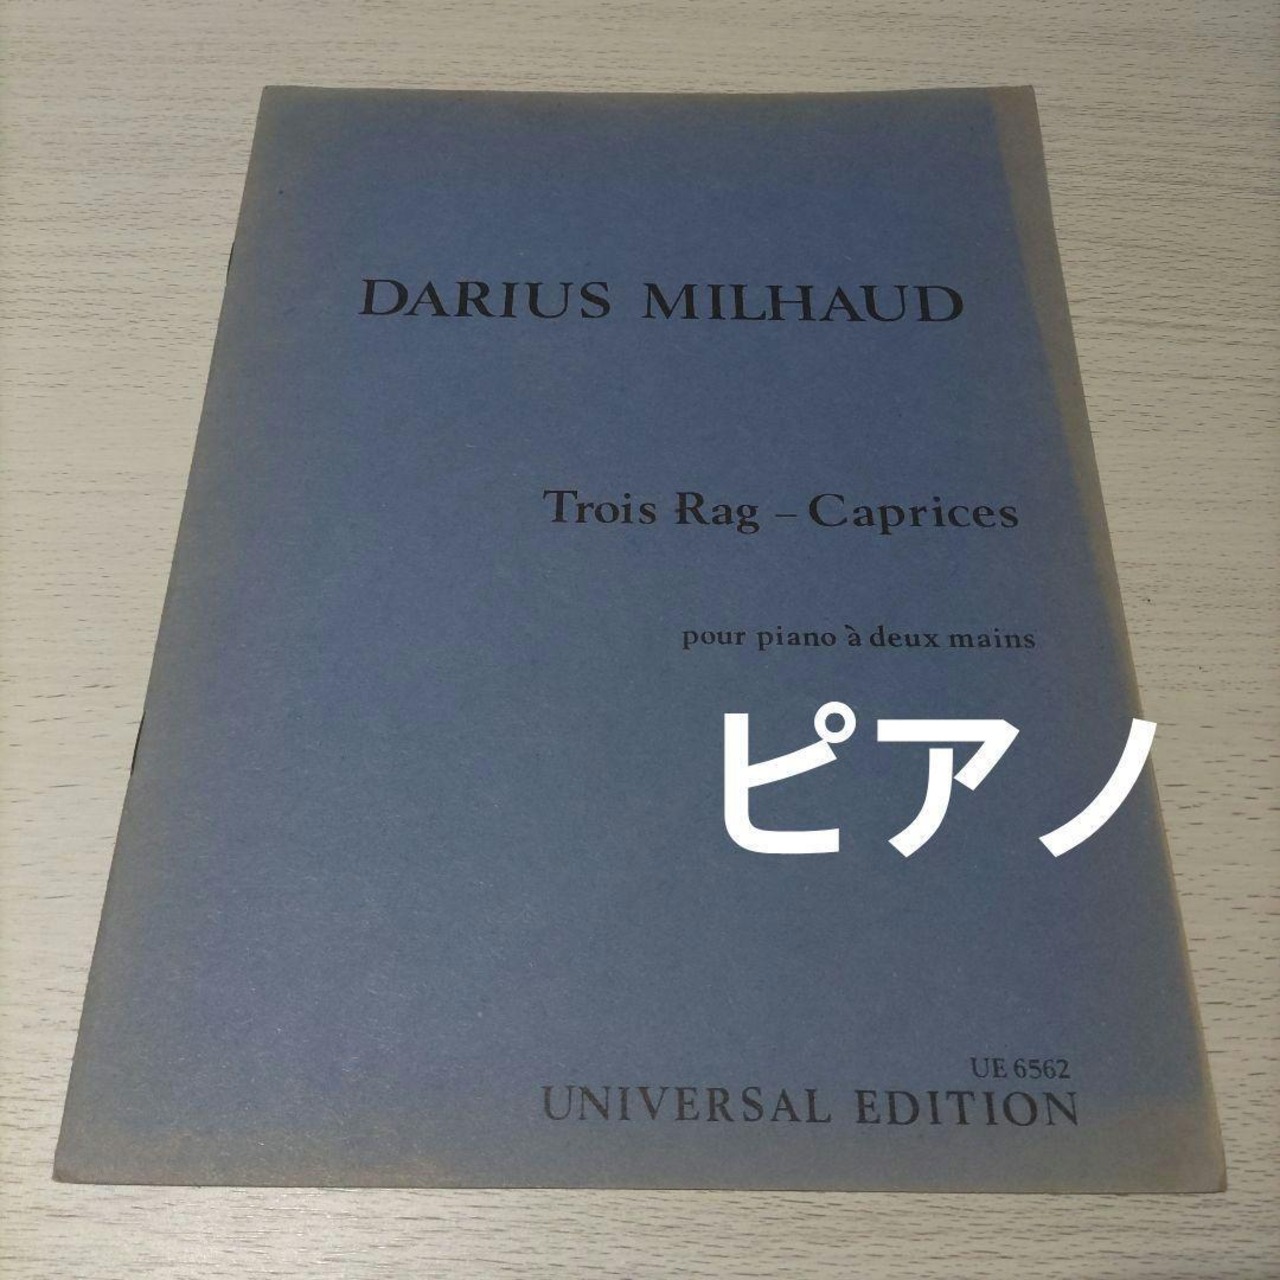 DARIUS MILHAUD
Trois Rag – Caprices
pour piano à deux mains
ピアノ
UE 6562
UNIVERSAL EDITION